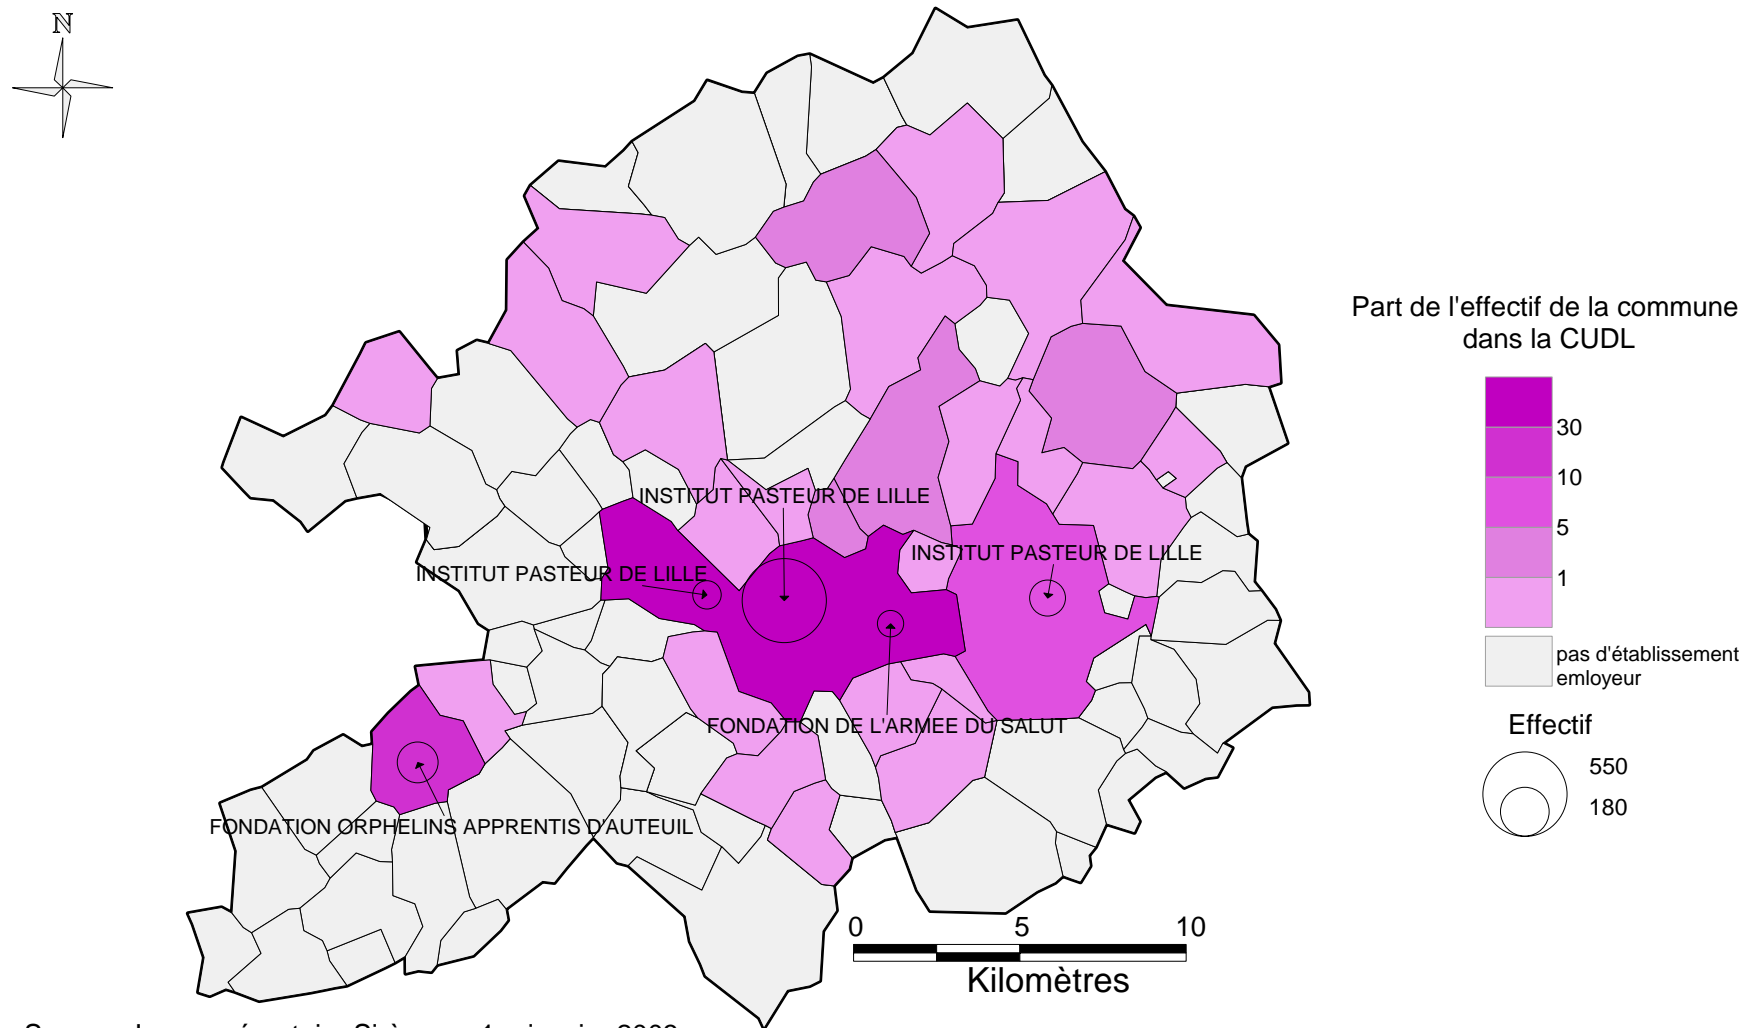 N
Part de l'effectif de la commune
dans la CUDL
30
10
5
1
pas d'établissement
emloyeur
Effectif
550
180
INSTITUT PASTEUR DE LILLE
INSTITUT PASTEUR DE LILLE
INSTITUT PASTEUR DE LILLE
FONDATION DE L'ARMEE DU SALUT
FONDATION ORPHELINS APPRENTIS D'AUTEUIL
0 5 10
Kilomètres